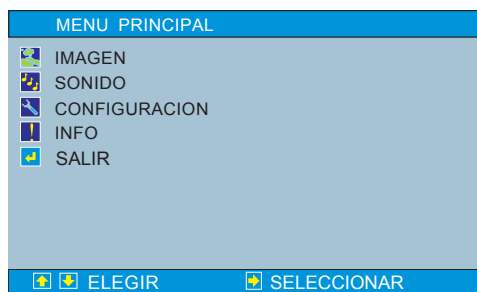 MENU PRINCIPAL
IMAGEN
SONIDO
CONFIGURACION
INFO
SALIR
ELEGIR SELECCIONAR